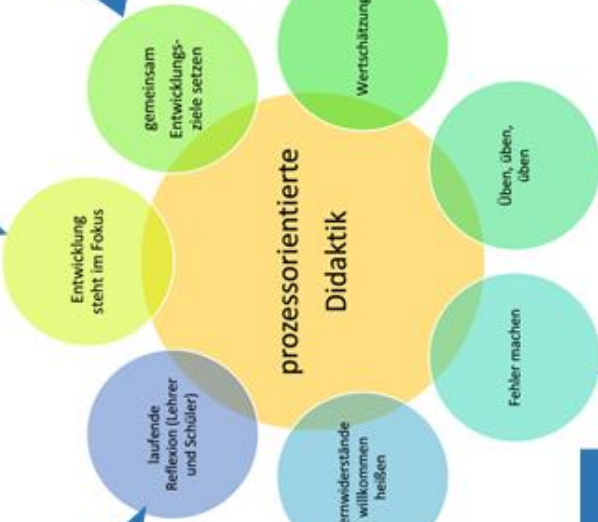 prozessorientierte
Didaktik
Entwicklung
steht im Fokus
gemeinsam
Entwicklungs-
ziele setzen
Wertschätzung
Üben, üben,
üben
Fehler machen
ernwiderstände
willkommen
heißen
laufende
Reflexion (Lehrer
und Schüler)